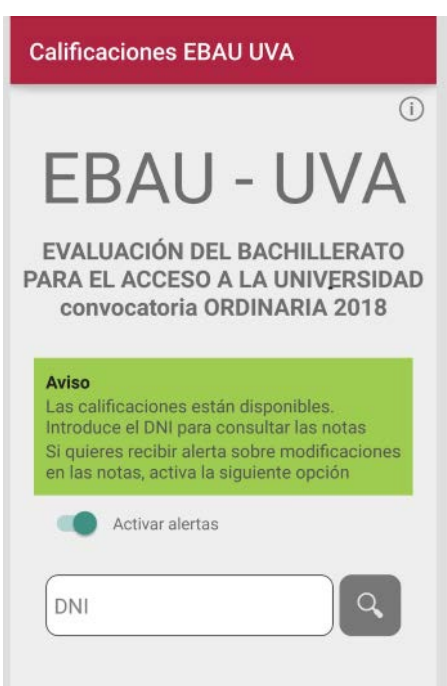 Calificaciones EBAU UVA
EBAU - UVA
EVALUACIÓN DEL BACHILLERATO
PARA EL ACCESO A LA UNIVERSIDAD
convocatoria ORDINARIA 2018
Aviso
Las calificaciones están disponibles.
Introduce el DNI para consultar las notas
Si quieres recibir alerta sobre modificaciones
en las notas, activa la siguiente opción
Activar alertas
DNI